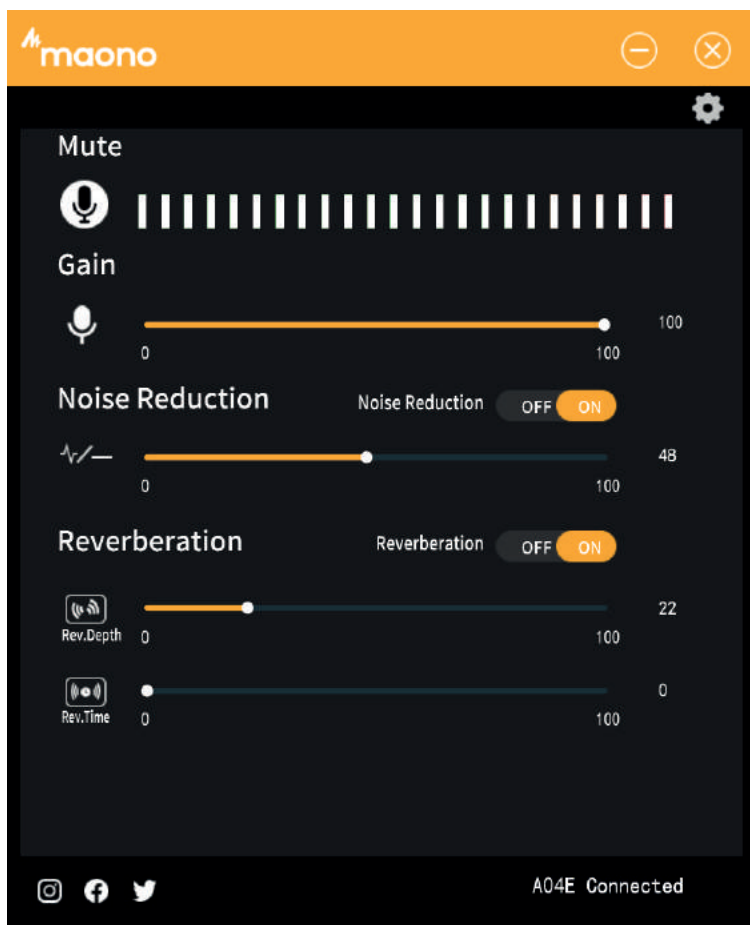 maono
Mute
Gain
100
0 100
Noise Reduction Noise Reduction OFF ON
48
0 100
Reverberation Reverberation OFF ON
22
Rev.Depth 0 100
0
Rev.Time 0 100
A04E Connected